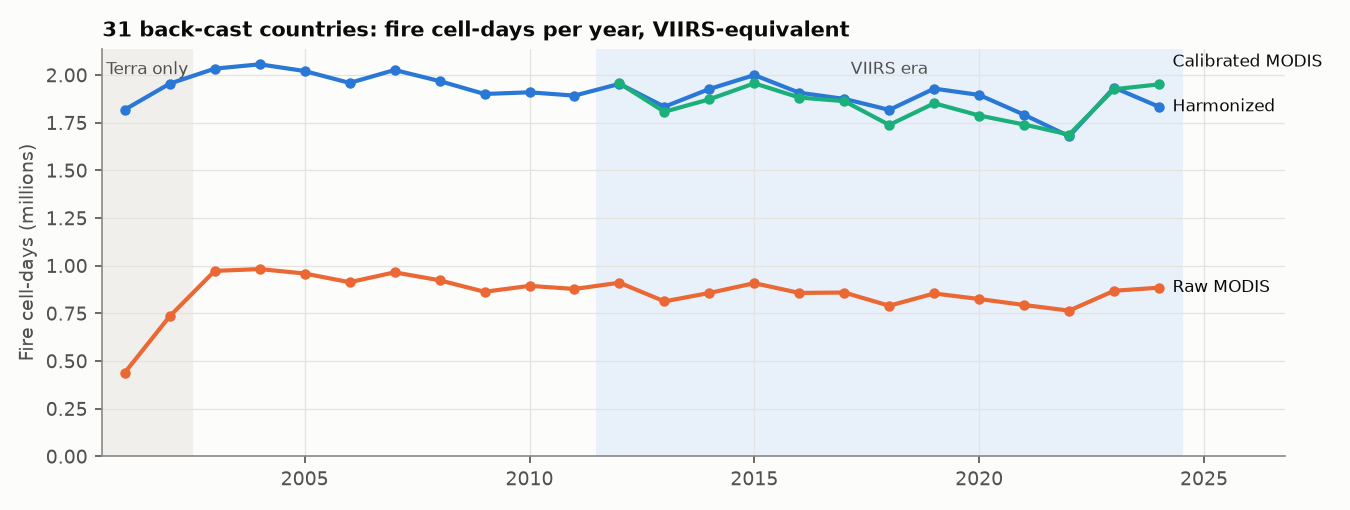 31 back-cast countries: fire cell-days per year, VIIRS-equivalent
Terra only
VIIRS era
Calibrated MODIS
Harmonized
Raw MODIS
Fire cell-days (millions)
2.00
1.75
1.50
1.25
1.00
0.75
0.50
0.25
0.00
2005
2010
2015
2020
2025